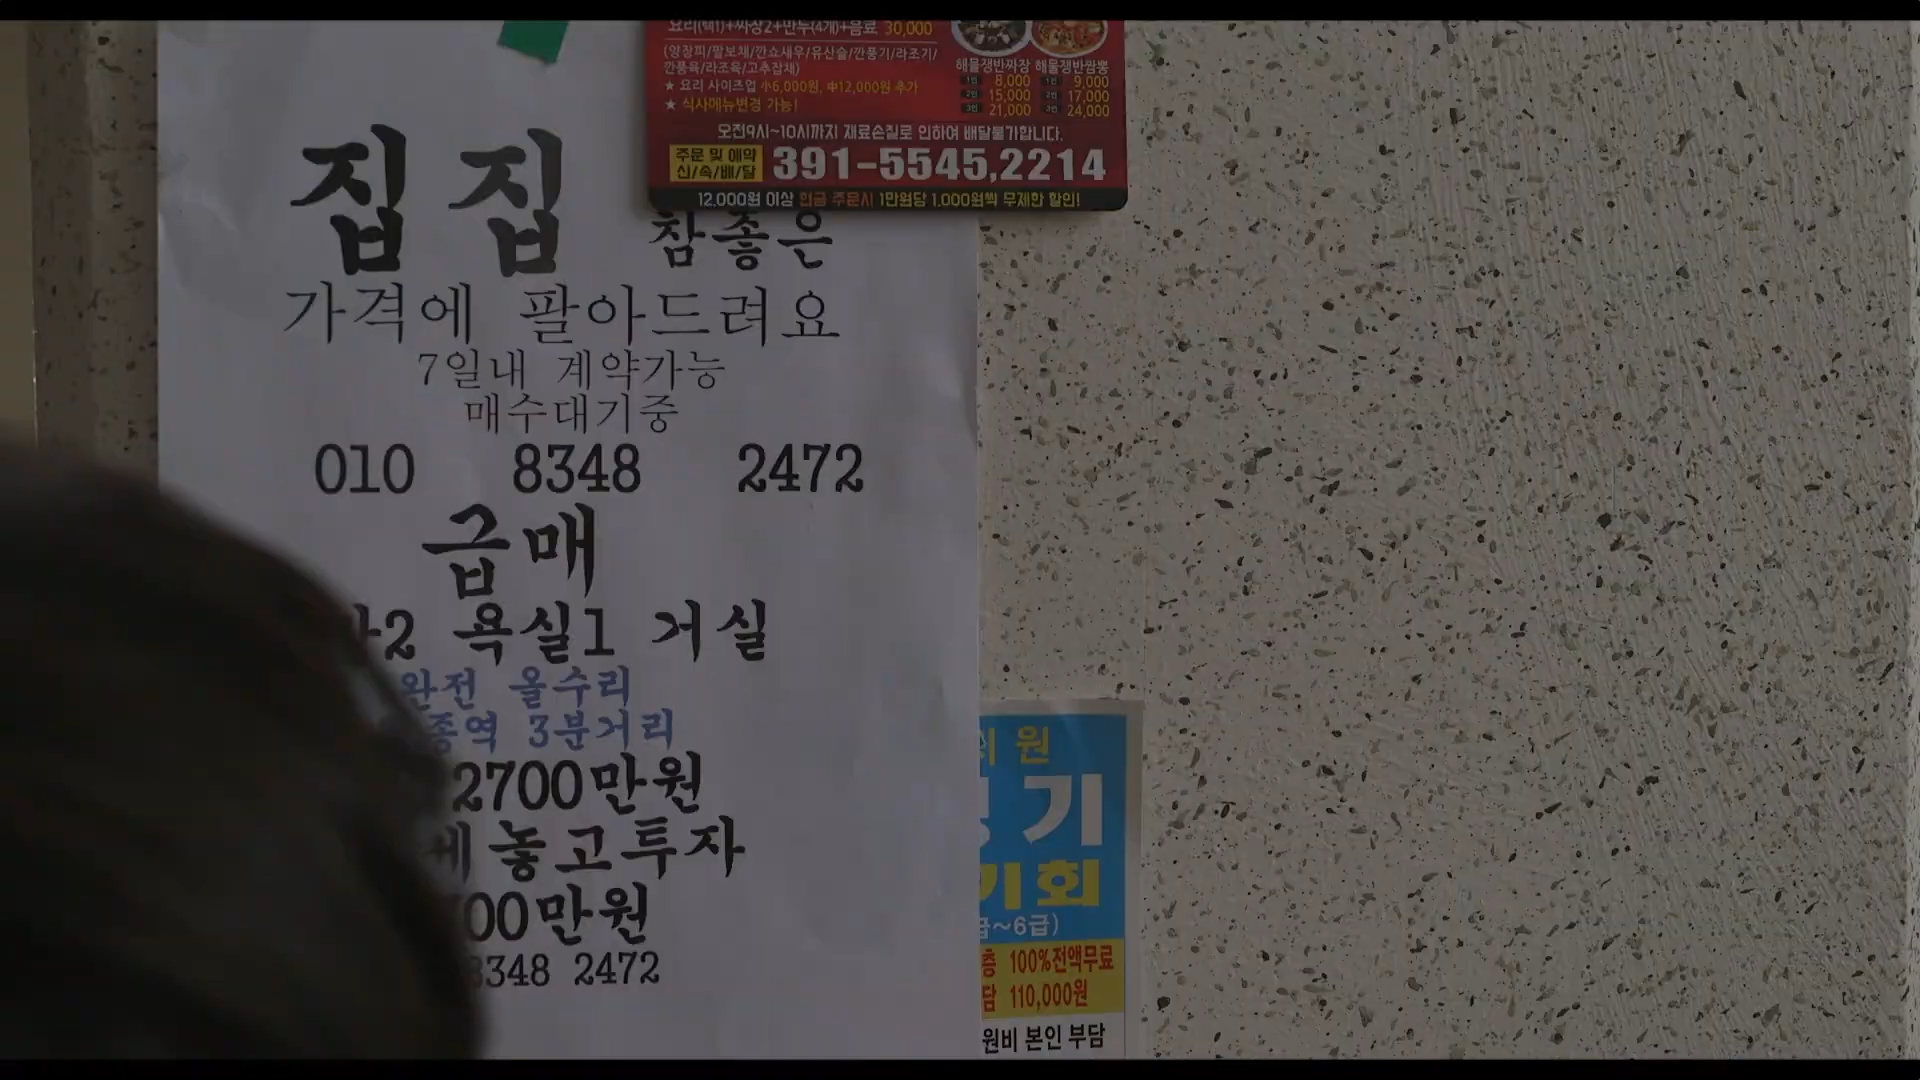 요리(택1)+짜장2+만두(4개)+음료 30,000
(양장피/팔보채/깐쇼새우/유산슬/깐풍기/라조기/
깐풍육/라조육/고추잡채)
★ 요리 사이즈업 小6,000원, 中12,000원 추가
★ 식사메뉴변경 가능!
해물쟁반짜장 해물쟁반짬뽕
1인 8,000 1인 9,000
2인 15,000 2인 17,000
3인 21,000 3인 24,000
오전9시~10시까지 재료손질로 인하여 배달불가합니다.
주문 및 예약
신/속/배/달
391-5545,2214
12,000원 이상 현금 주문시 1만원당 1,000원씩 무제한 할인!
집 집 참좋은
가격에 팔아드려요
7일내 계약가능
매수대기중
010 8348 2472
급매
2 욕실1 거실
완전 올수리
종역 3분거리
2700만원
세 놓고투자
00만원
8348 2472
원
기
기회
급~6급)
층 100%전액무료
담 110,000원
원비 본인 부담